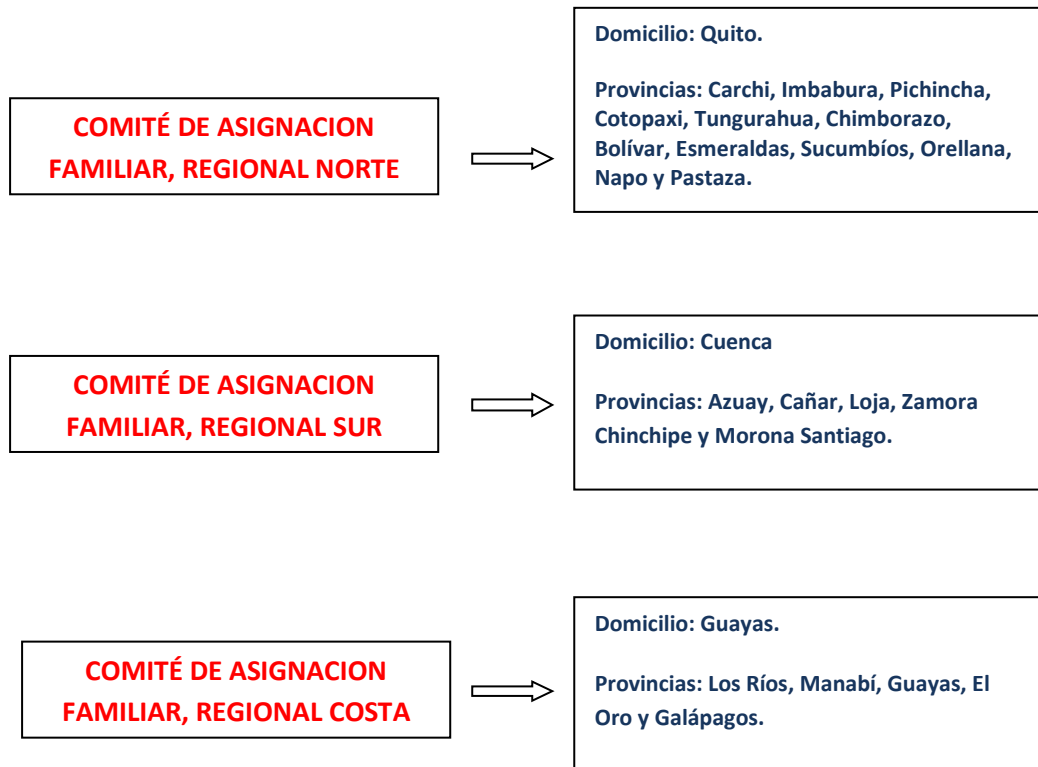 COMITÉ DE ASIGNACION
FAMILIAR, REGIONAL NORTE
Domicilio: Quito.
Provincias: Carchi, Imbabura, Pichincha,
Cotopaxi, Tungurahua, Chimborazo,
Bolívar, Esmeraldas, Sucumbíos, Orellana,
Napo y Pastaza.
COMITÉ DE ASIGNACION
FAMILIAR, REGIONAL SUR
Domicilio: Cuenca
Provincias: Azuay, Cañar, Loja, Zamora
Chinchipe y Morona Santiago.
COMITÉ DE ASIGNACION
FAMILIAR, REGIONAL COSTA
Domicilio: Guayas.
Provincias: Los Ríos, Manabí, Guayas, El
Oro y Galápagos.